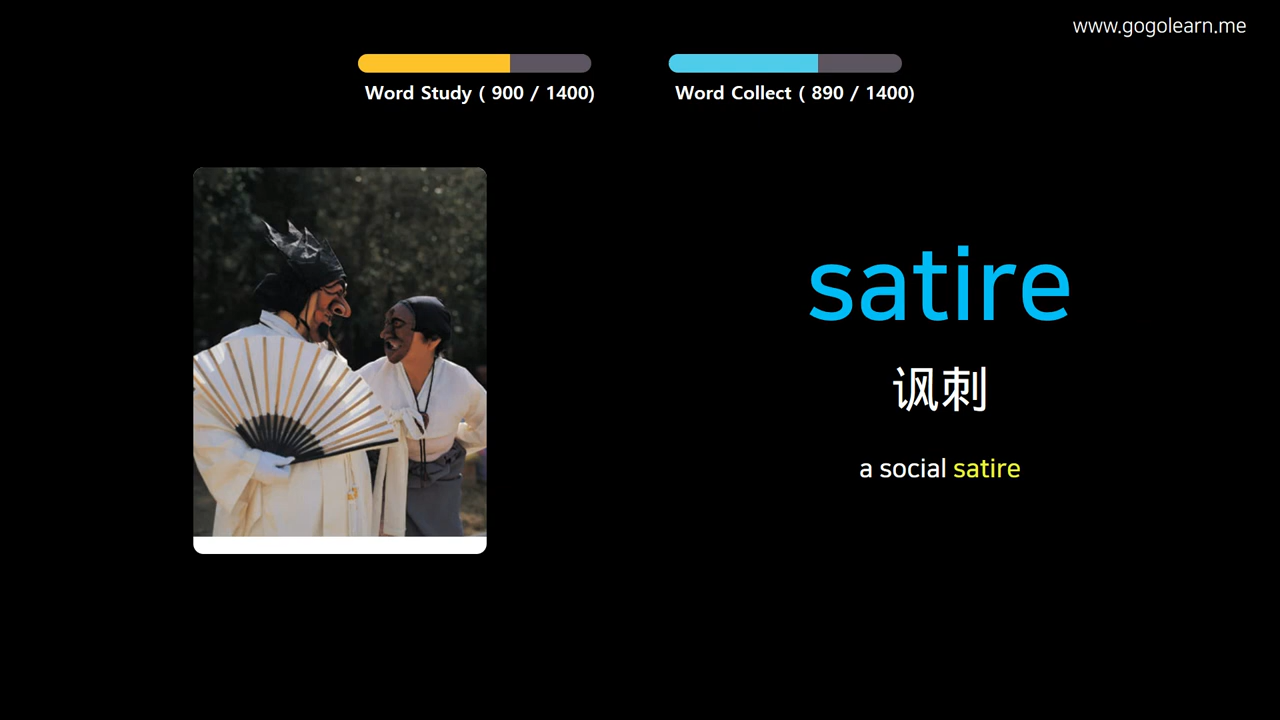 www.gogolearn.me
Word Study ( 900 / 1400)
Word Collect ( 890 / 1400)
satire
讽刺
a social satire